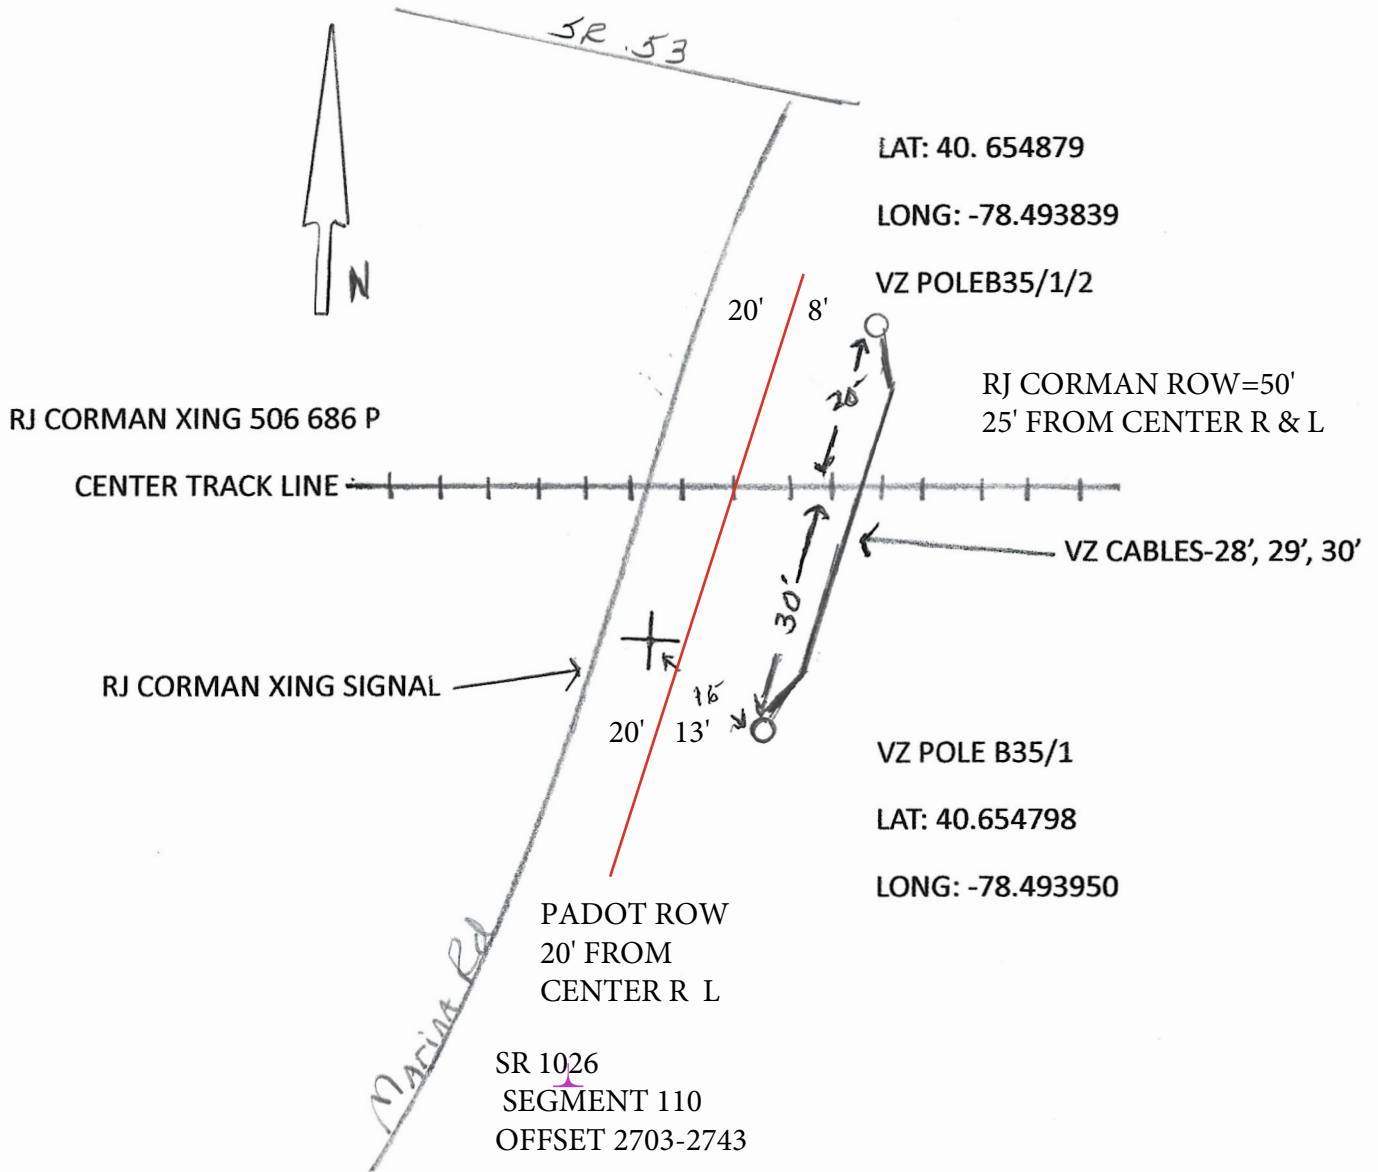 SR .53
N
LAT: 40. 654879
LONG: -78.493839
VZ POLEB35/1/2
20' 8'
20'
RJ CORMAN ROW=50'
25' FROM CENTER R & L
RJ CORMAN XING 506 686 P
CENTER TRACK LINE
VZ CABLES-28', 29', 30'
30'
RJ CORMAN XING SIGNAL
20' 13'
VZ POLE B35/1
LAT: 40.654798
LONG: -78.493950
PADOT ROW
20' FROM
CENTER R L
Rd
SR 1026
SEGMENT 110
OFFSET 2703-2743